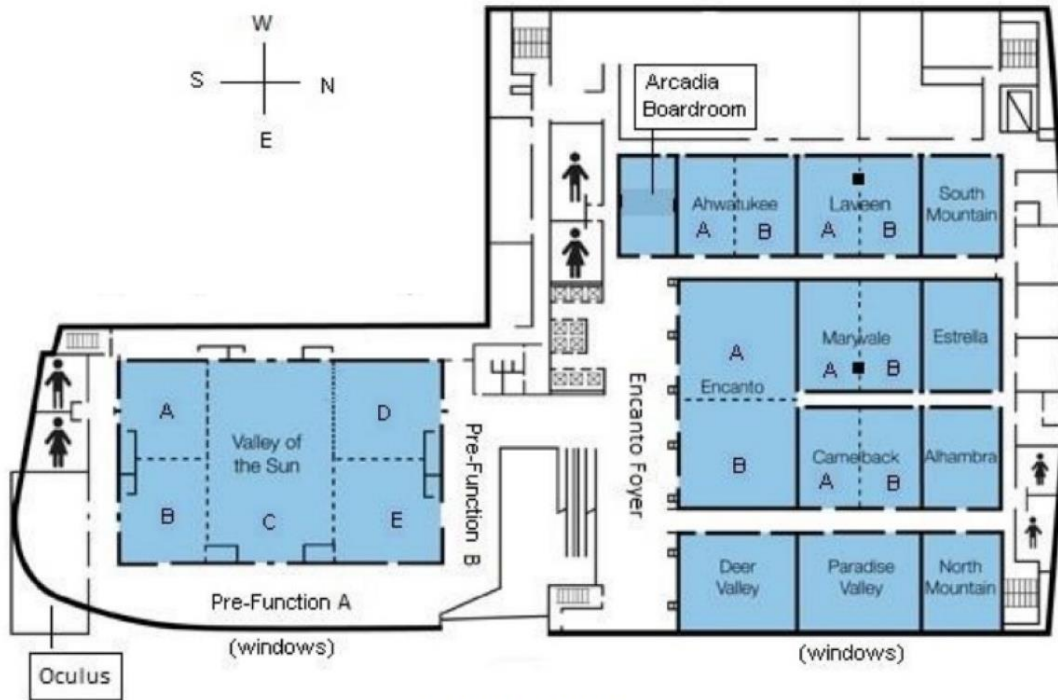 W
S
N
E
Arcadia
Boardroom
Ahwatukee
A
B
Laveen
A
B
South
Mountain
A
Encanto
B
Maryvale
A
B
Estrella
Camelback
A
B
Alhambra
Encanto Foyer
A
Valley of
the Sun
D
B
C
E
Pre-Function B
Pre-Function A
(windows)
Deer
Valley
Paradise
Valley
North
Mountain
(windows)
Oculus